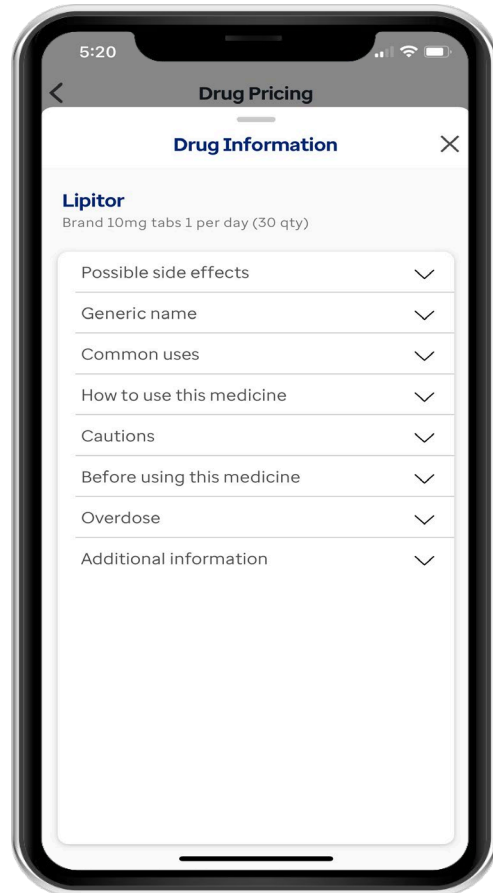 5:20
Drug Pricing
Drug Information
Lipitor
Brand 10mg tabs 1 per day (30 qty)
Possible side effects
Generic name
Common uses
How to use this medicine
Cautions
Before using this medicine
Overdose
Additional information